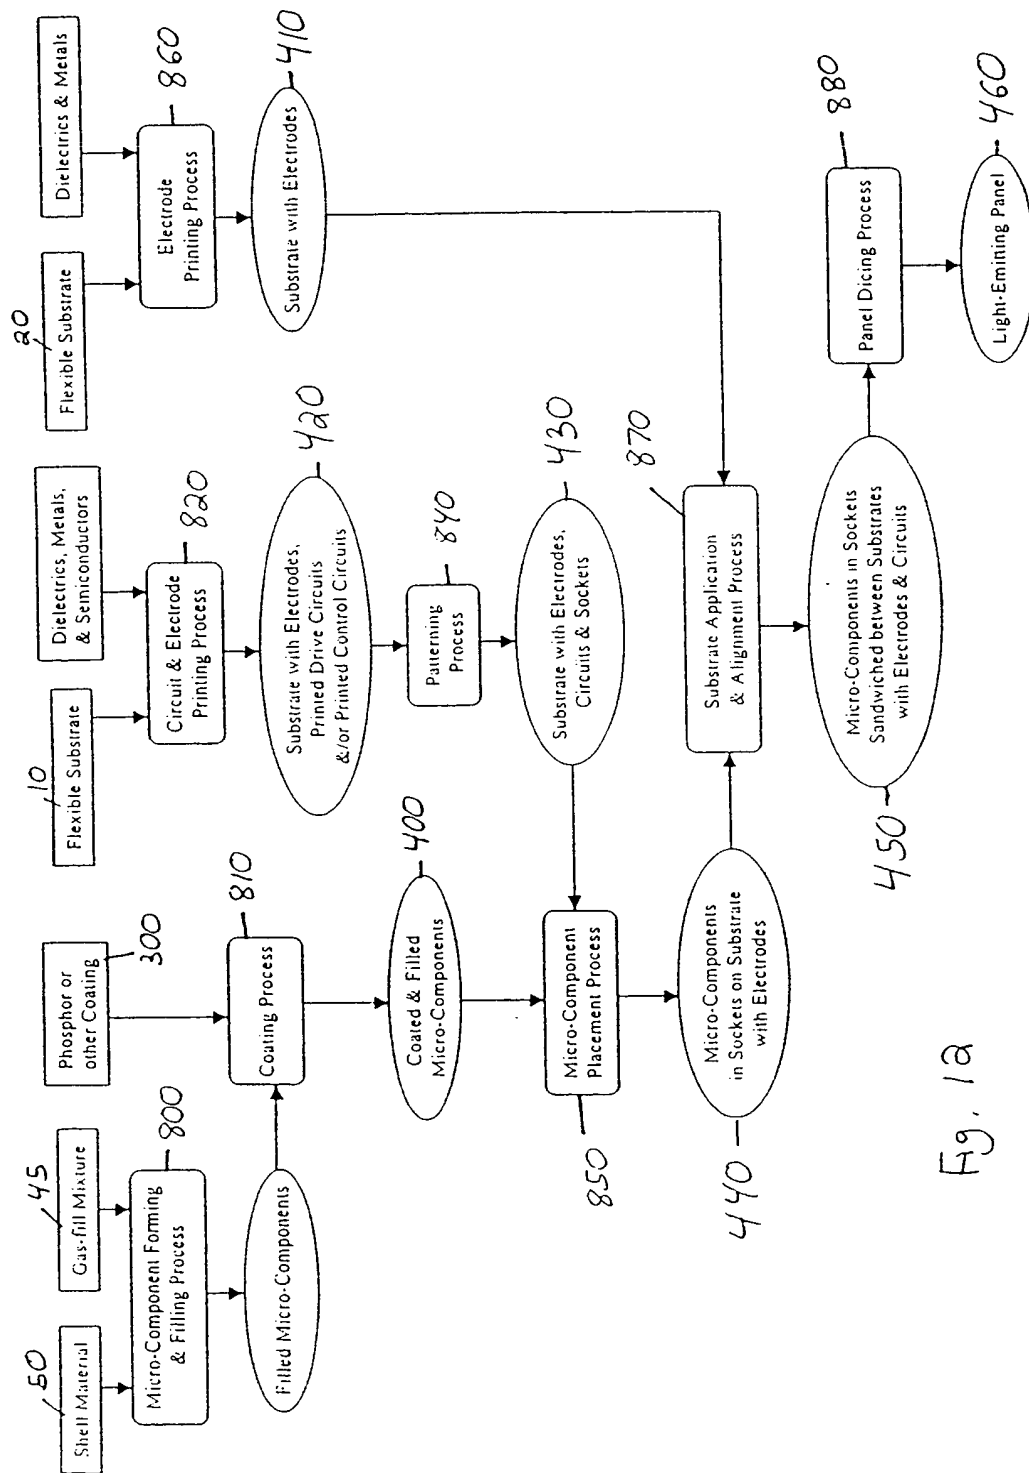 50
Shell Material
45
Gas-fill Mixture
Phosphor or
other Coating
300
10
Flexible Substrate
Dielectrics, Metals,
& Semiconductors
20
Flexible Substrate
Dielectrics & Metals
Micro-Component Forming
& Filling Process
800
Coating Process
810
Circuit & Electrode
Printing Process
820
Electrode
Printing Process
860
Filled Micro-Components
Coated & Filled
Micro-Components
400
Substrate with Electrodes,
Printed Drive Circuits
&/or Printed Control Circuits
420
Substrate with Electrodes
410
Patterning
Process
840
Substrate with Electrodes,
Circuits & Sockets
430
Micro-Component
Placement Process
850
Micro-Components
in Sockets on Substrate
with Electrodes
440
Substrate Application
& Alignment Process
870
Micro-Components in Sockets
Sandwiched between Substrates
with Electrodes & Circuits
450
Panel Dicing Process
880
Light-Emining Panel
460
Fig. 12